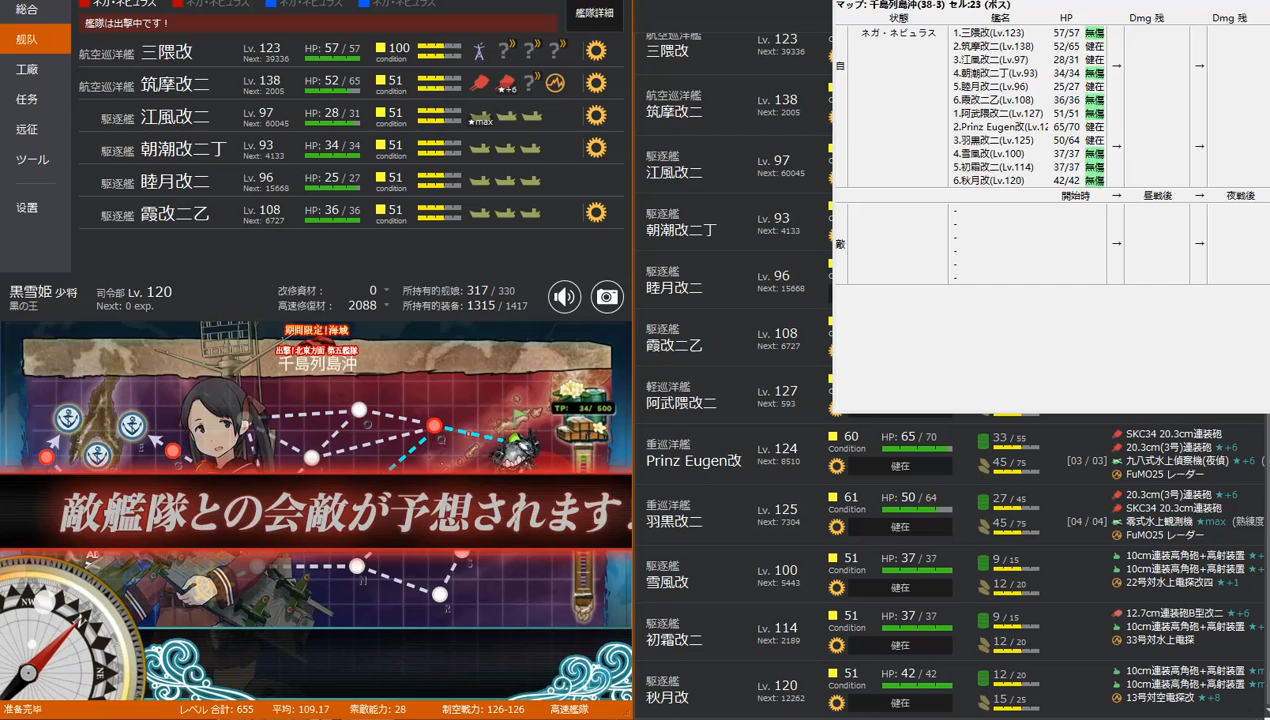 総合
舰队
工廠
任务
远征
ツール
设置
ネガ・ネビュラス
ネガ・ネビュラス
ネガ・ネビュラス
ネガ・ネビュラス
艦隊は出撃中です！
艦隊詳細
航空巡洋艦 三隈改 Lv. 123 Next: 39336 HP: 57 / 57 100 condition
航空巡洋艦 筑摩改二 Lv. 138 Next: 2005 HP: 52 / 65 51 condition ★+6
駆逐艦 江風改二 Lv. 97 Next: 60045 HP: 28 / 31 51 condition ★max
駆逐艦 朝潮改二丁 Lv. 93 Next: 4133 HP: 34 / 34 51 condition
駆逐艦 睦月改二 Lv. 96 Next: 15668 HP: 25 / 27 51 condition
駆逐艦 霞改二乙 Lv. 108 Next: 6727 HP: 36 / 36 51 condition
黒雪姫 少将 司令部 Lv. 120
黒の王 Next: 0 exp.
改修資材： 0 所持有的舰娘: 317 / 330
高速修復材： 2088 所持有的装备: 1315 / 1417
期間限定！海域
出撃！北東方面 第五艦隊
千島列島沖
TP: 34/ 500
敵艦隊との会敵が予想されます！
NW
N
NE
准备完毕 レベル 合計: 655 平均: 109.17 索敵能力: 28 制空戦力: 126-126 高速艦隊
三隈改 Lv. 123 Next: 39336
航空巡洋艦
筑摩改二 Lv. 138 Next: 2005
駆逐艦
江風改二 Lv. 97 Next: 60045
駆逐艦
朝潮改二丁 Lv. 93 Next: 4133
駆逐艦
睦月改二 Lv. 96 Next: 15668
駆逐艦
霞改二乙 Lv. 108 Next: 6727
軽巡洋艦
阿武隈改二 Lv. 127 Next: 593
重巡洋艦
Prinz Eugen改 Lv. 124 Next: 8510
60 Condition HP: 65 / 70 健在 33 / 55 45 / 75 [03 / 03]
SKC34 20.3cm連装砲
20.3cm(3号)連装砲 ★+6
九八式水上偵察機(夜偵) ★+6 (
FuMO25 レーダー
重巡洋艦
羽黒改二 Lv. 125 Next: 7304
61 Condition HP: 50 / 64 健在 27 / 45 45 / 75 [04 / 04]
20.3cm(3号)連装砲 ★+6
SKC34 20.3cm連装砲
零式水上観測機 ★max (熟練度
FuMO25 レーダー
駆逐艦
雪風改 Lv. 100 Next: 5443
51 Condition HP: 37 / 37 健在 9 / 15 12 / 20
10cm連装高角砲+高射装置 ★+
10cm連装高角砲+高射装置 ★+
22号対水上電探改四 ★+1
駆逐艦
初霜改二 Lv. 114 Next: 2189
51 Condition HP: 37 / 37 健在 9 / 15 12 / 20
12.7cm連装砲B型改二 ★+6
10cm連装高角砲+高射装置 ★+
33号対水上電探
駆逐艦
秋月改 Lv. 120 Next: 12262
51 Condition HP: 42 / 42 健在 12 / 20 15 / 25
10cm連装高角砲+高射装置 ★m
10cm連装高角砲+高射装置 ★m
13号対空電探改 ★+8
マップ: 千島列島沖(38-3) セル:23 (ボス)
状態 艦名 HP Dmg 残 Dmg 残
自
ネガ・ネビュラス
1.三隈改(Lv.123) 57/57 無傷
2.筑摩改二(Lv.138) 52/65 健在
3.江風改二(Lv.97) 28/31 健在
4.朝潮改二丁(Lv.93) 34/34 無傷
5.睦月改二(Lv.96) 25/27 健在
6.霞改二乙(Lv.108) 36/36 無傷
1.阿武隈改二(Lv.127) 51/51 無傷
2.Prinz Eugen改(Lv.12 65/70 健在
3.羽黒改二(Lv.125) 50/64 健在
4.雪風改(Lv.100) 37/37 無傷
5.初霜改二(Lv.114) 37/37 無傷
6.秋月改(Lv.120) 42/42 無傷
→
→
→
→
開始時 → 昼戦後 → 夜戦後
敵
-
-
-
-
-
-
→
→